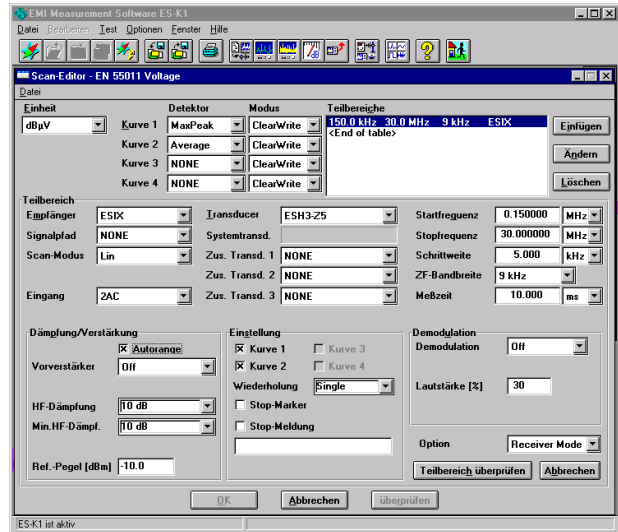 EMI Measurement Software ES-K1
Datei Bearbeiten Test Optionen Fenster Hilfe
Scan-Editor - EN 55011 Voltage
Datei
Einheit Detektor Modus Teilbereiche
dBµV Kurve 1 MaxPeak ClearWrite 150.0 kHz 30.0 MHz 9 kHz ESIX Einfügen
Kurve 2 Average ClearWrite <End of table>
Kurve 3 NONE ClearWrite Ändern
Kurve 4 NONE ClearWrite Löschen
Teilbereich
Empfänger ESIX Transducer ESH3-Z5 Startfrequenz 0.150000 MHz
Signalpfad NONE Systemtransd. Stopfrequenz 30.000000 MHz
Scan-Modus Lin Zus. Transd. 1 NONE Schrittweite 5.000 kHz
Zus. Transd. 2 NONE ZF-Bandbreite 9 kHz
Eingang 2AC Zus. Transd. 3 NONE Meßzeit 10.000 ms
Dämpfung/Verstärkung Einstellung Demodulation
Autorange Kurve 1 Kurve 3 Demodulation Off
Vorverstärker Off Kurve 2 Kurve 4
Wiederholung Single Lautstärke [%] 30
HF-Dämpfung 10 dB Stop-Marker
Min.HF-Dämpf. 10 dB Stop-Meldung
Option Receiver Mode
Ref.-Pegel [dBm] -10.0 Teilbereich überprüfen Abbrechen
OK Abbrechen überprüfen
ES-K1 ist aktiv